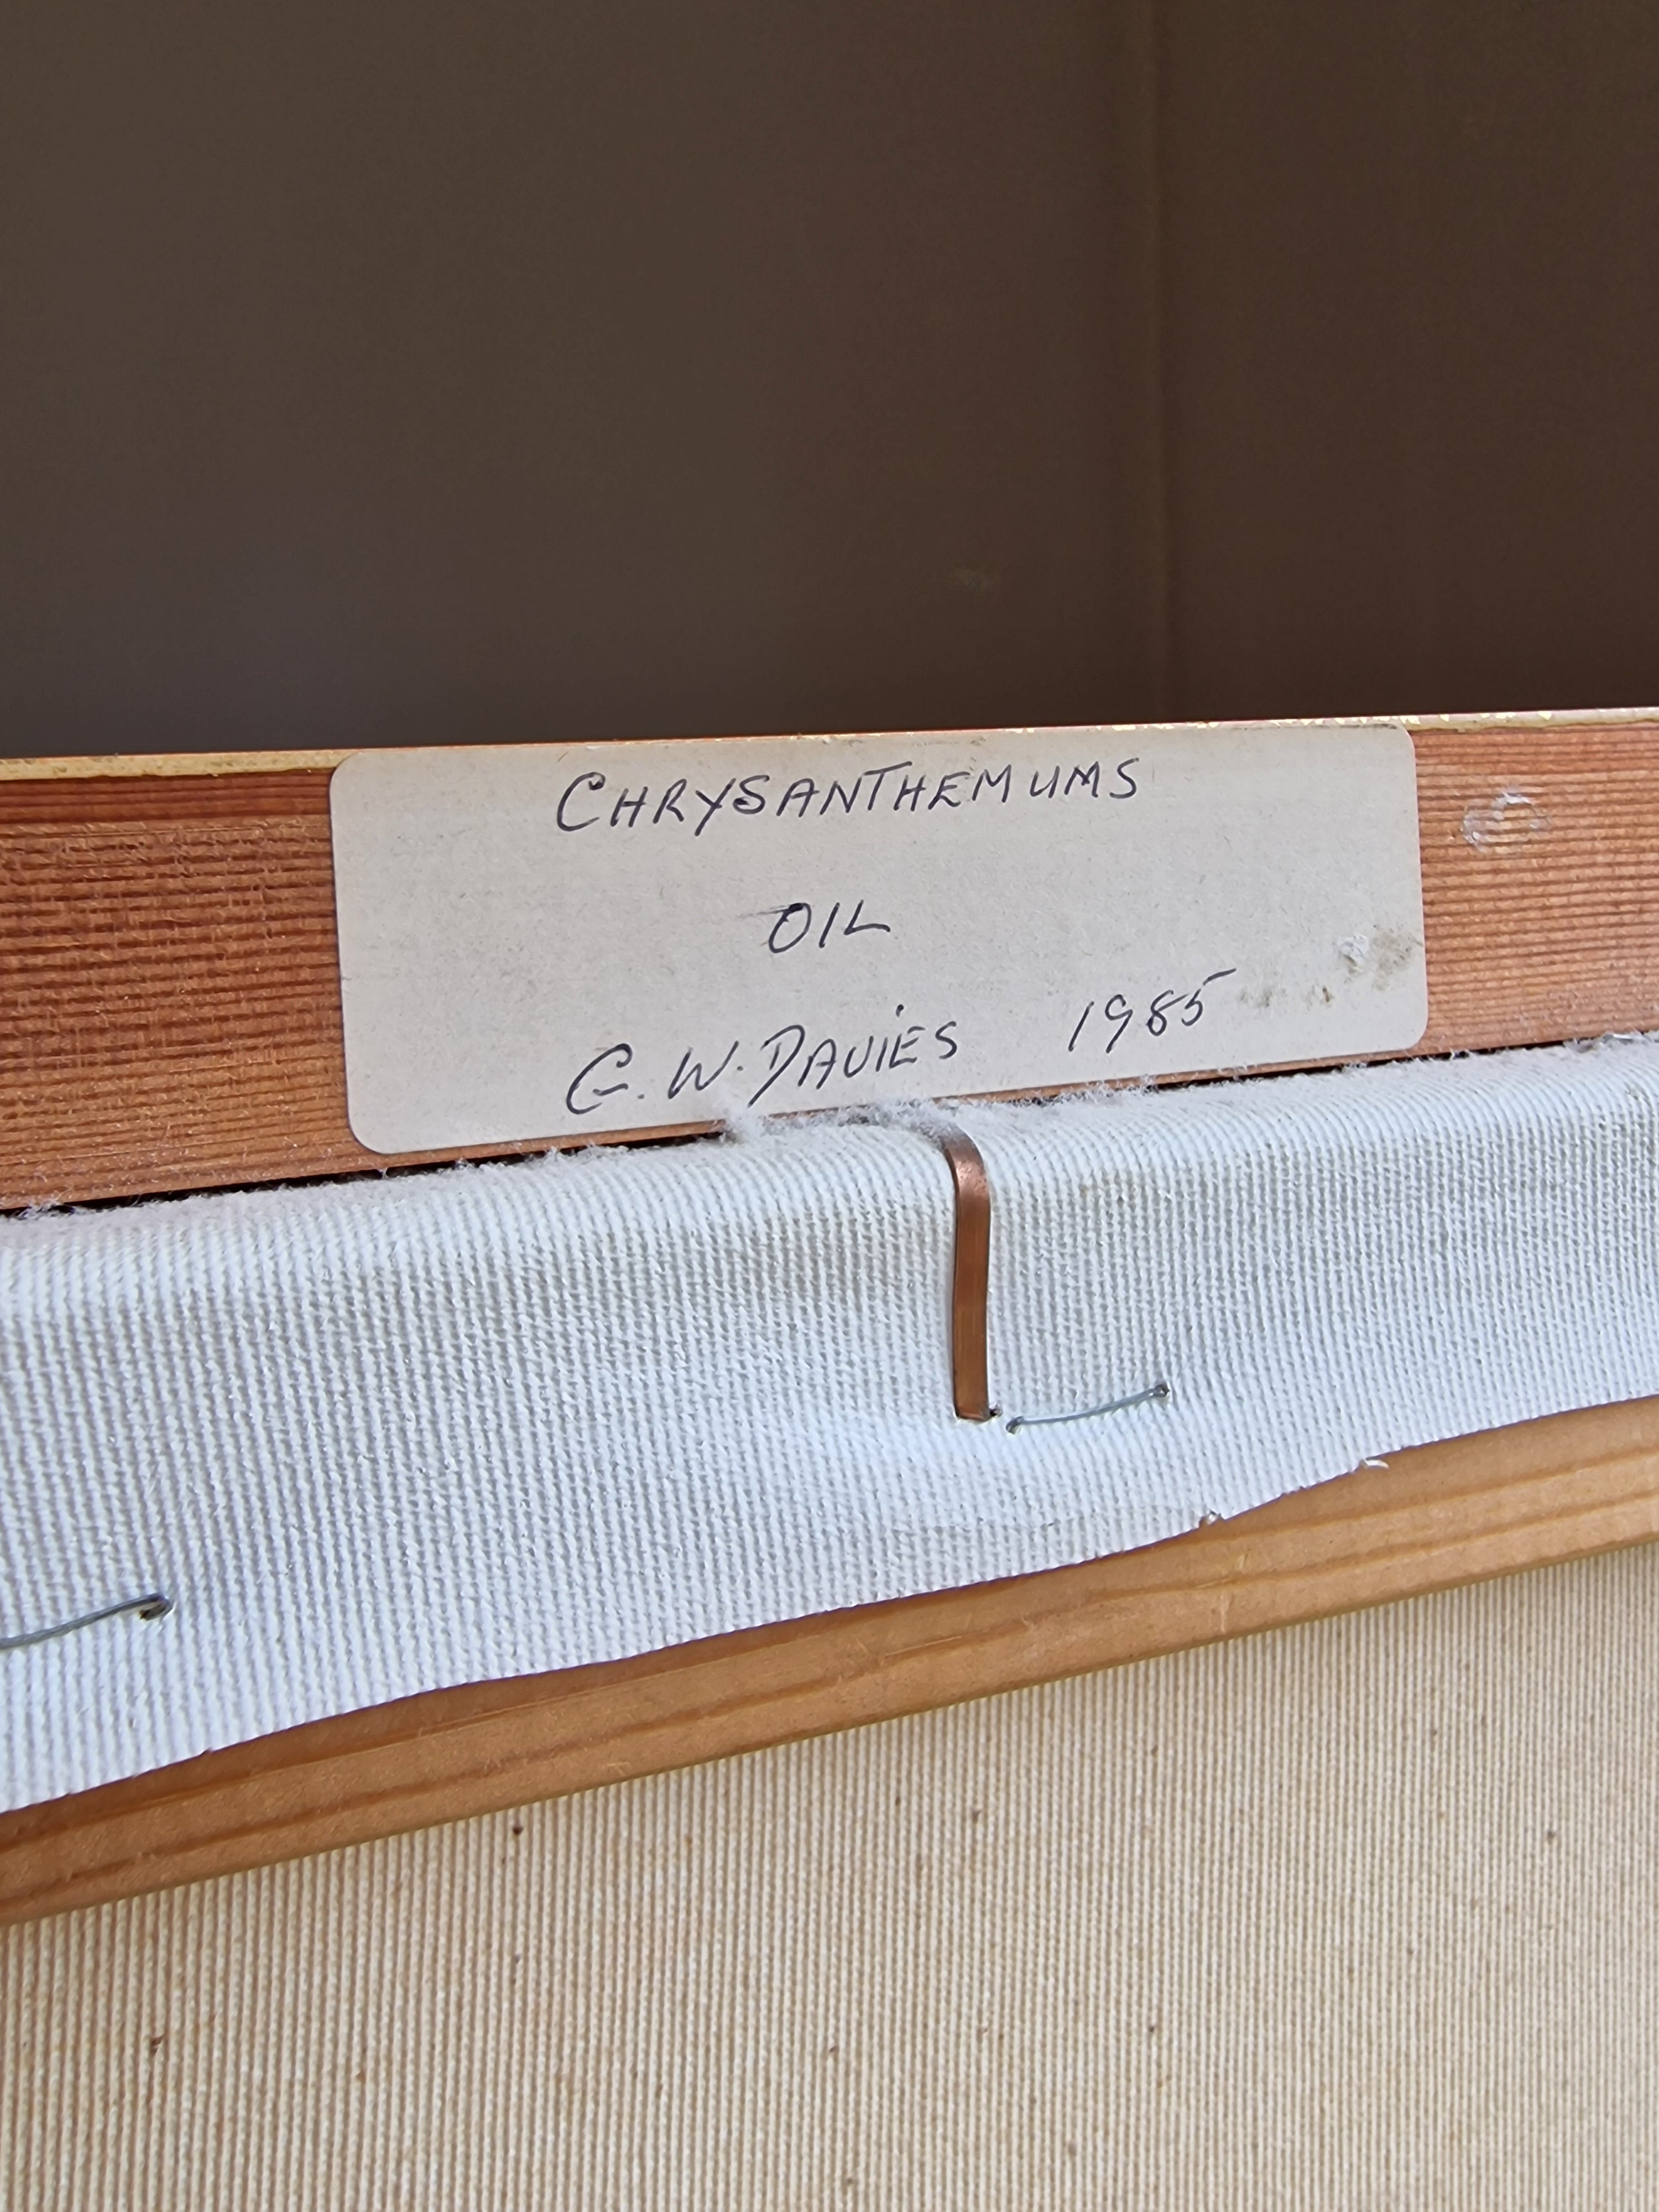 CHRYSANTHEMUMS
OIL
G. W. DAVIES 1985